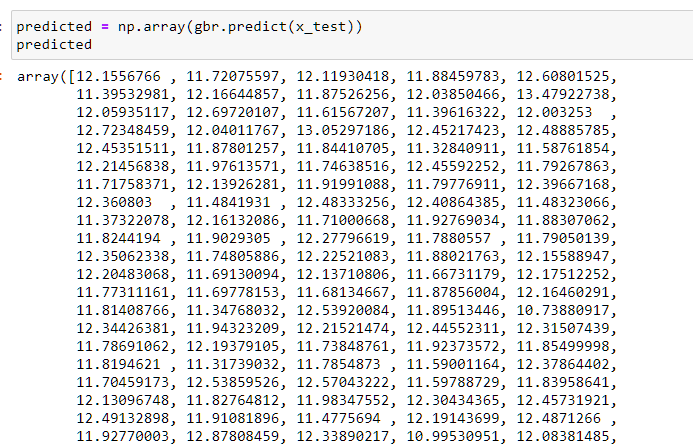 : predicted = np.array(gbr.predict(x_test))
predicted
: array([12.1556766 , 11.72075597, 12.11930418, 11.88459783, 12.60801525,
11.39532981, 12.16644857, 11.87526256, 12.03850466, 13.47922738,
12.05935117, 12.69720107, 11.61567207, 11.39616322, 12.003253  ,
12.72348459, 12.04011767, 13.05297186, 12.45217423, 12.48885785,
12.45351511, 11.87801257, 11.84410705, 11.32840911, 11.58761854,
12.21456838, 11.97613571, 11.74638516, 12.45592252, 11.79267863,
11.71758371, 12.13926281, 11.91991088, 11.79776911, 12.39667168,
12.360803  , 11.4841931 , 12.48333256, 12.40864385, 11.48323066,
11.37322078, 12.16132086, 11.71000668, 11.92769034, 11.88307062,
11.8244194 , 11.9029305 , 12.27796619, 11.7880557 , 11.79050139,
12.35062338, 11.74805886, 12.22521083, 11.88021763, 12.15588947,
12.20483068, 11.69130094, 12.13710806, 11.66731179, 12.17512252,
11.77311161, 11.69778153, 11.68134667, 11.87856004, 12.16460291,
11.81408766, 11.34768032, 12.53920084, 11.89513446, 10.73880917,
12.34426381, 11.94323209, 12.21521474, 12.44552311, 12.31507439,
11.78691062, 12.19379105, 11.73848761, 11.92373572, 11.85499998,
11.8194621 , 11.31739032, 11.7854873 , 11.59001164, 12.37864402,
11.70459173, 12.53859526, 12.57043222, 11.59788729, 11.83958641,
12.13096748, 11.82764812, 11.98347552, 12.30434365, 12.45731921,
12.49132898, 11.91081896, 11.4775694 , 12.19143699, 12.4871266 ,
11.92770003, 12.87808459, 12.33890217, 10.99530951, 12.08381485,